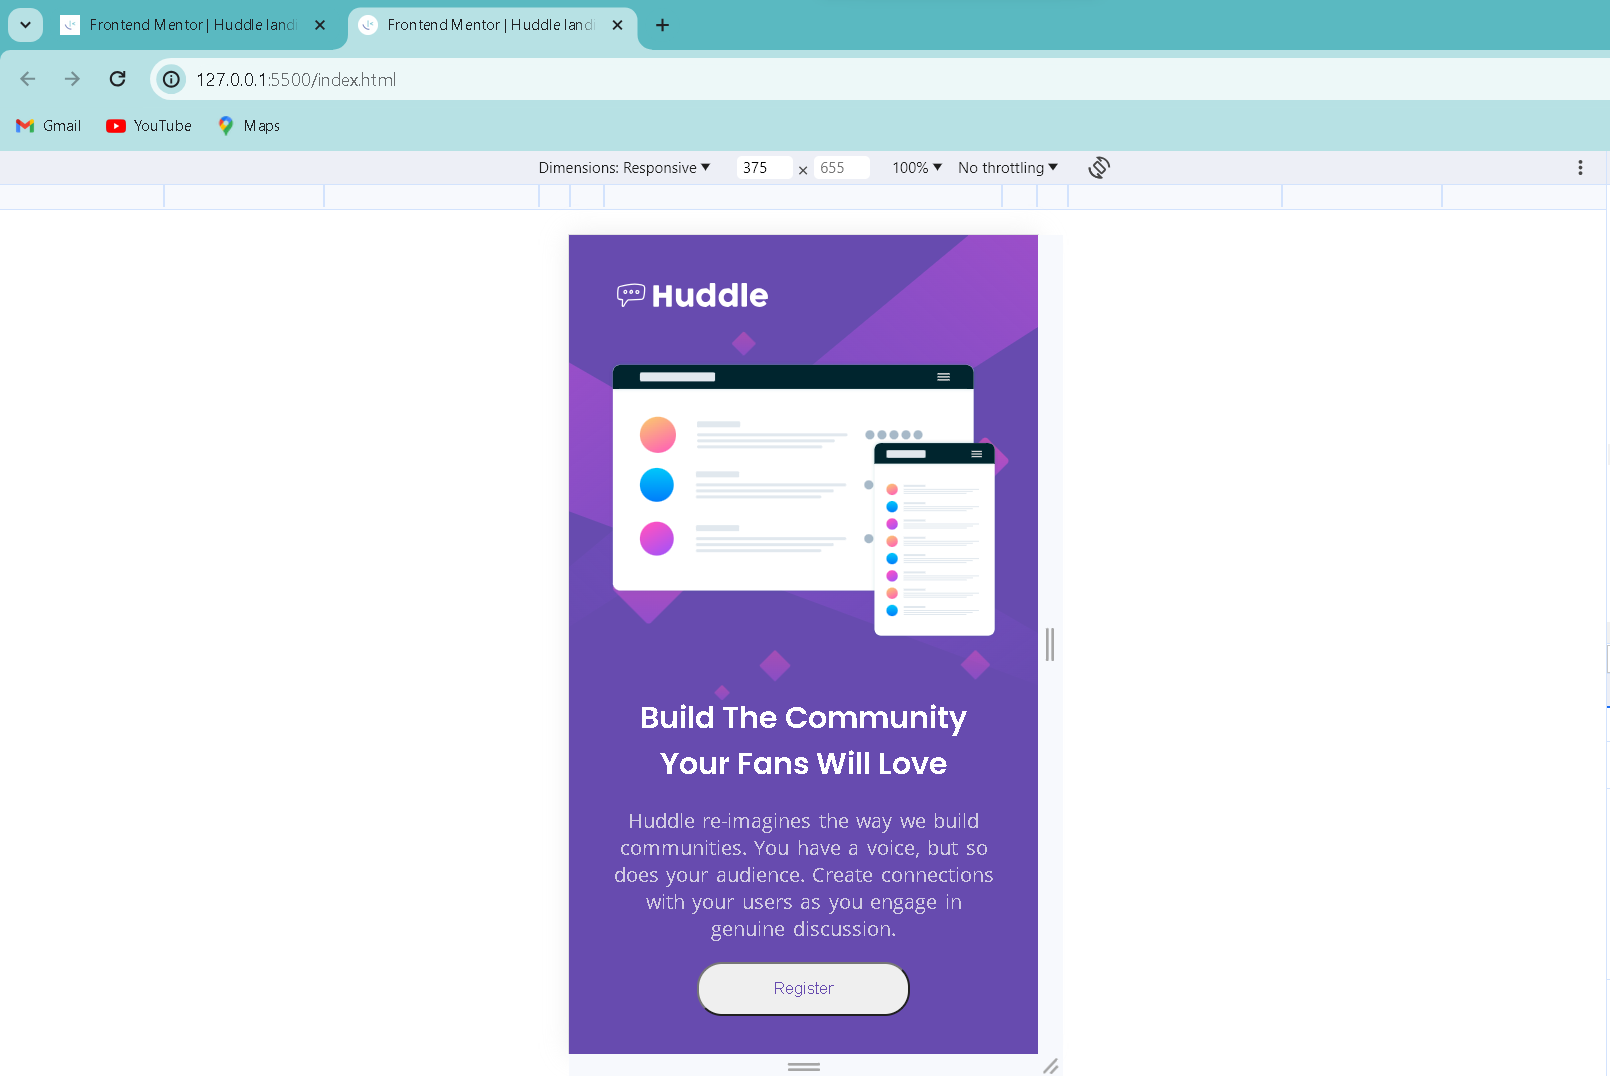 Frontend Mentor | Huddle landi
Frontend Mentor | Huddle landi
127.0.0.1:5500/index.html
Gmail
YouTube
Maps
Dimensions: Responsive 375 × 655 100% No throttling
Huddle
Build The Community
Your Fans Will Love
Huddle re-imagines the way we build
communities. You have a voice, but so
does your audience. Create connections
with your users as you engage in
genuine discussion.
Register